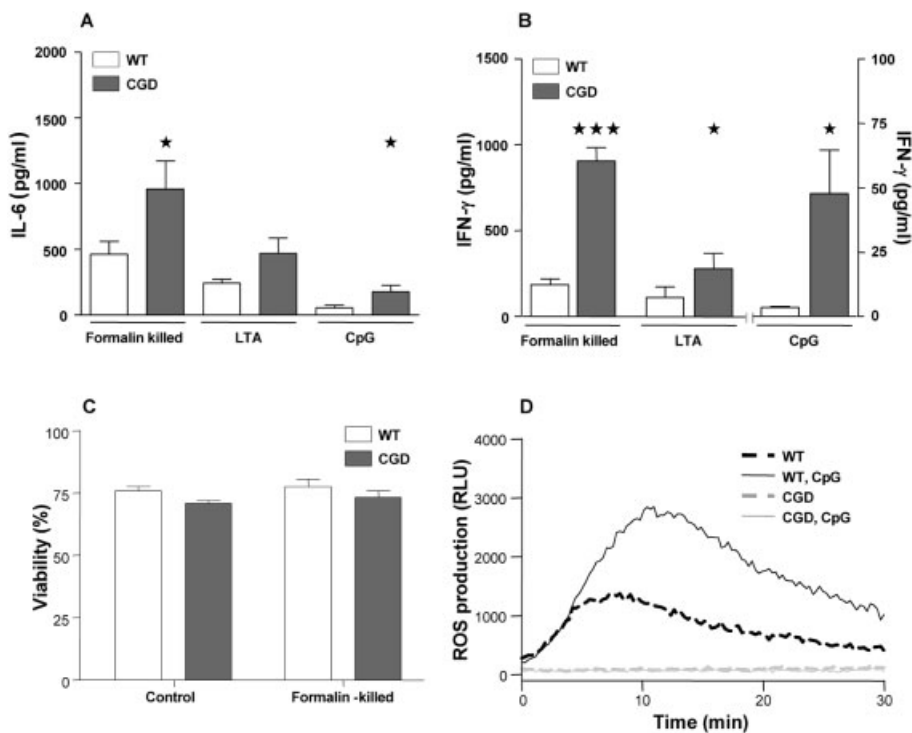 A
IL-6 (pg/ml)
2000
1500
1000
500
0
WT
CGD
★
★
Formalin killed
LTA
CpG
B
IFN-γ (pg/ml)
1500
1000
500
0
WT
CGD
★★★
★
★
100
75
50
25
0
IFN-γ (pg/ml)
Formalin killed
LTA
CpG
C
Viability (%)
100
75
50
25
0
WT
CGD
Control
Formalin -killed
D
ROS production (RLU)
4000
3000
2000
1000
0
WT
WT, CpG
CGD
CGD, CpG
0
10
20
30
Time (min)